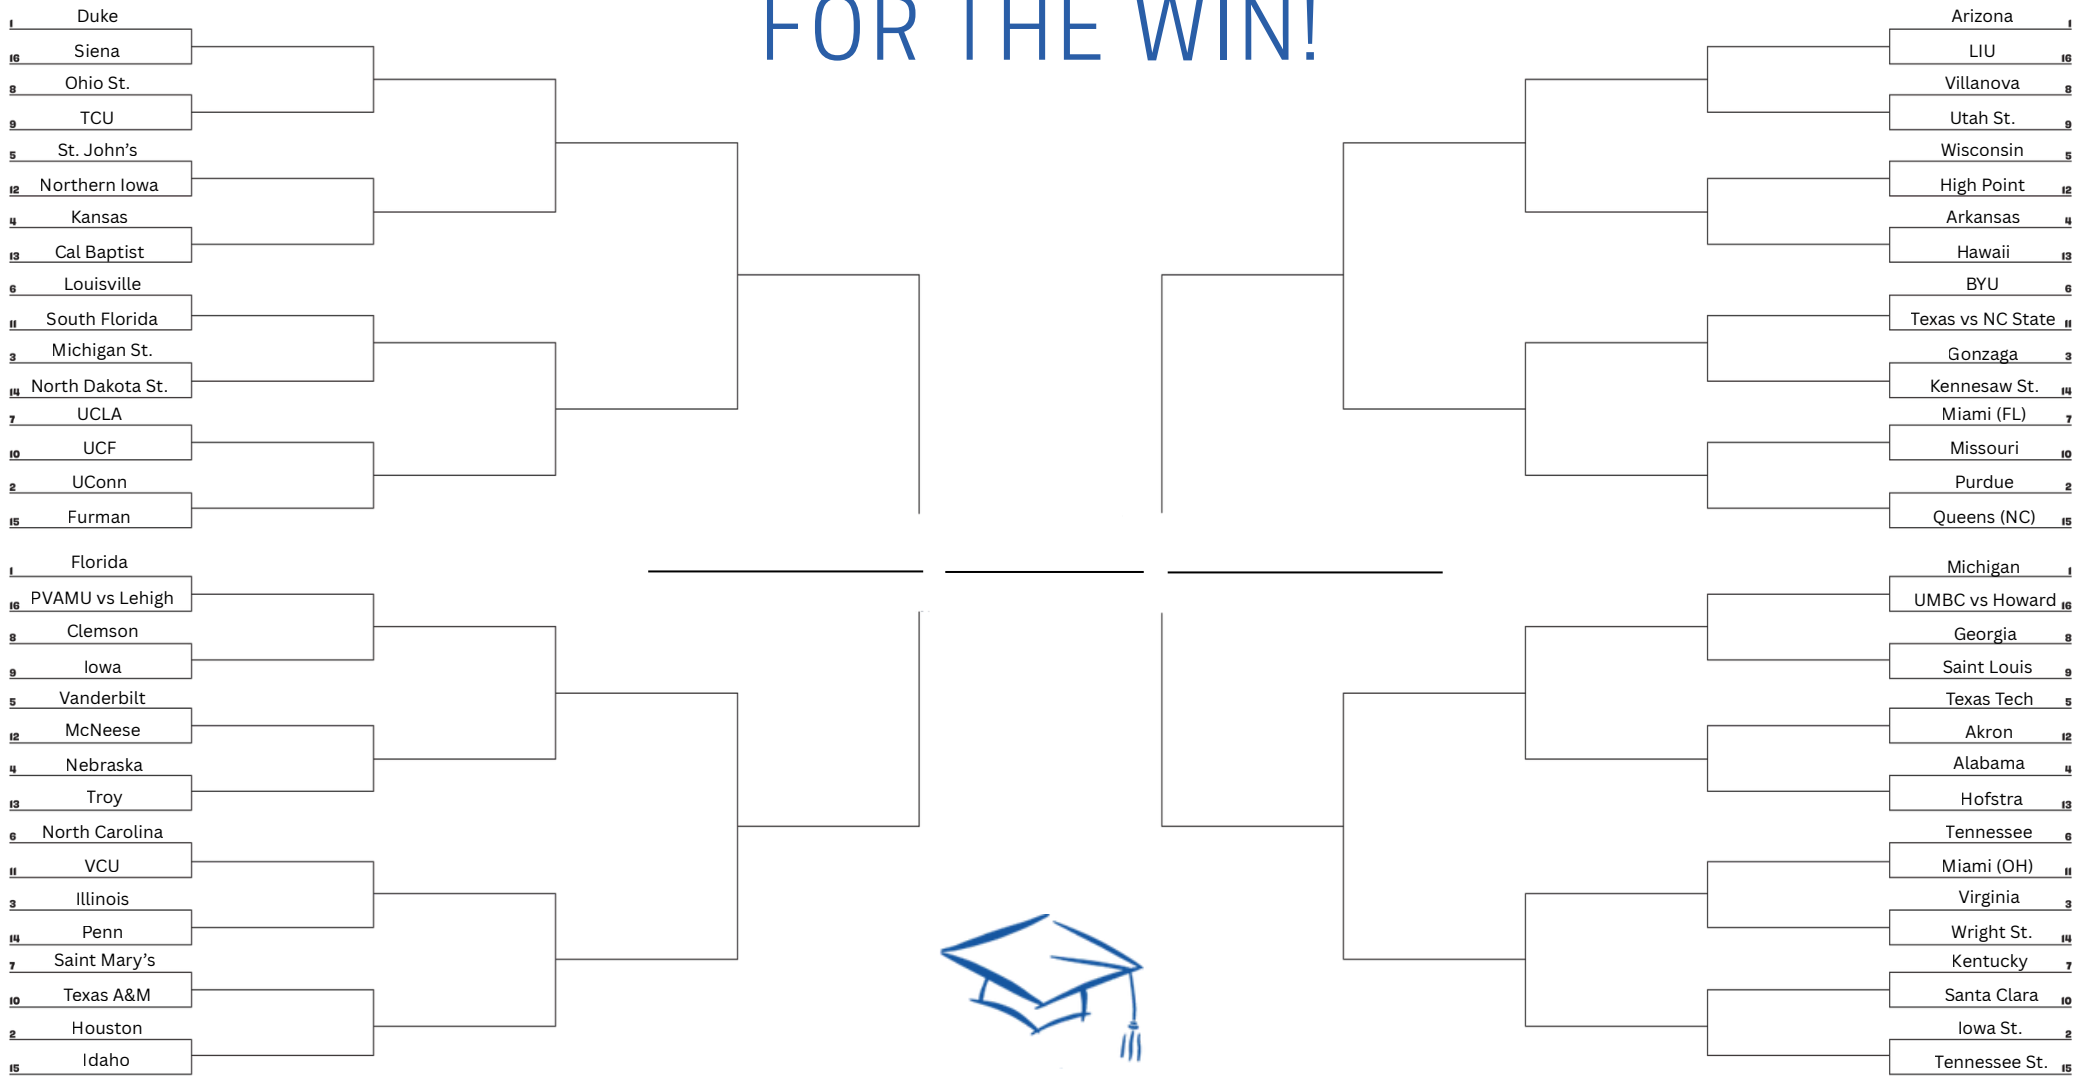 FOR THE WIN!
1 Duke
16 Siena
8 Ohio St.
9 TCU
5 St. John’s
12 Northern Iowa
4 Kansas
13 Cal Baptist
6 Louisville
11 South Florida
3 Michigan St.
14 North Dakota St.
7 UCLA
10 UCF
2 UConn
15 Furman
1 Florida
16 PVAMU vs Lehigh
8 Clemson
9 Iowa
5 Vanderbilt
12 McNeese
4 Nebraska
13 Troy
6 North Carolina
11 VCU
3 Illinois
14 Penn
7 Saint Mary’s
10 Texas A&M
2 Houston
15 Idaho
Arizona 1
LIU 16
Villanova 8
Utah St. 9
Wisconsin 5
High Point 12
Arkansas 4
Hawaii 13
BYU 6
Texas vs NC State 11
Gonzaga 3
Kennesaw St. 14
Miami (FL) 7
Missouri 10
Purdue 2
Queens (NC) 15
Michigan 1
UMBC vs Howard 16
Georgia 8
Saint Louis 9
Texas Tech 5
Akron 12
Alabama 4
Hofstra 13
Tennessee 6
Miami (OH) 11
Virginia 3
Wright St. 14
Kentucky 7
Santa Clara 10
Iowa St. 2
Tennessee St. 15